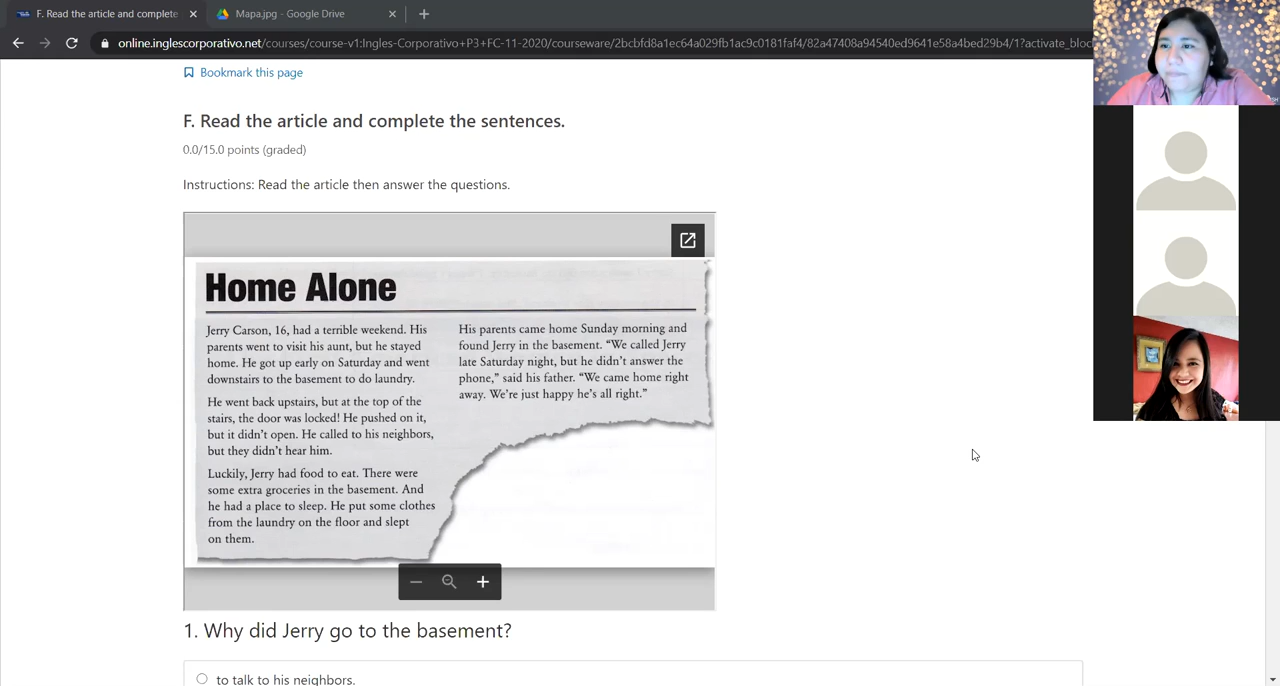 F. Read the article and complete
Mapa.jpg - Google Drive
online.inglescorporativo.net/courses/course-v1:Ingles-Corporativo+P3+FC-11-2020/courseware/2bcbfd8a1ec64a029fb1ac9c0181faf4/82a47408a94540ed9641e58a4bed29b4/1?activate_bloc
Bookmark this page
F. Read the article and complete the sentences.
0.0/15.0 points (graded)
Instructions: Read the article then answer the questions.
Home Alone
Jerry Carson, 16, had a terrible weekend. His
parents went to visit his aunt, but he stayed
home. He got up early on Saturday and went
downstairs to the basement to do laundry.
He went back upstairs, but at the top of the
stairs, the door was locked! He pushed on it,
but it didn't open. He called to his neighbors,
but they didn't hear him.
Luckily, Jerry had food to eat. There were
some extra groceries in the basement. And
he had a place to sleep. He put some clothes
from the laundry on the floor and slept
on them.
His parents came home Sunday morning and
found Jerry in the basement. "We called Jerry
late Saturday night, but he didn't answer the
phone," said his father. "We came home right
away. We're just happy he's all right."
1. Why did Jerry go to the basement?
to talk to his neighbors.